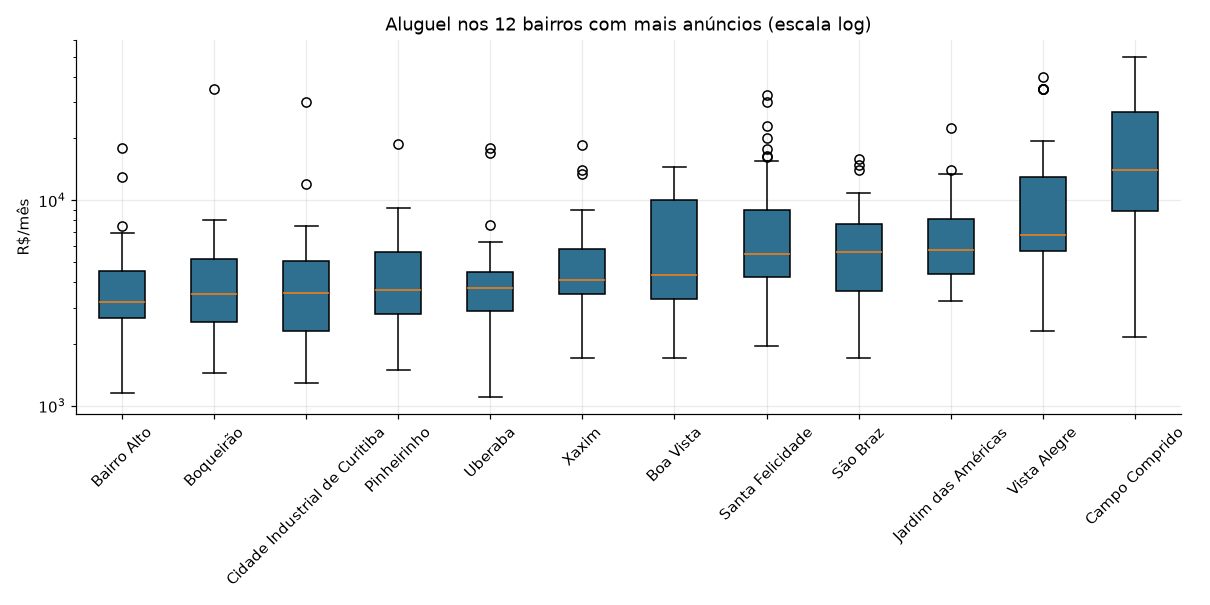 Aluguel nos 12 bairros com mais anúncios (escala log)
R$/mês
10⁴
10³
Bairro Alto
Boqueirão
Cidade Industrial de Curitiba
Pinheirinho
Uberaba
Xaxim
Boa Vista
Santa Felicidade
São Braz
Jardim das Américas
Vista Alegre
Campo Comprido